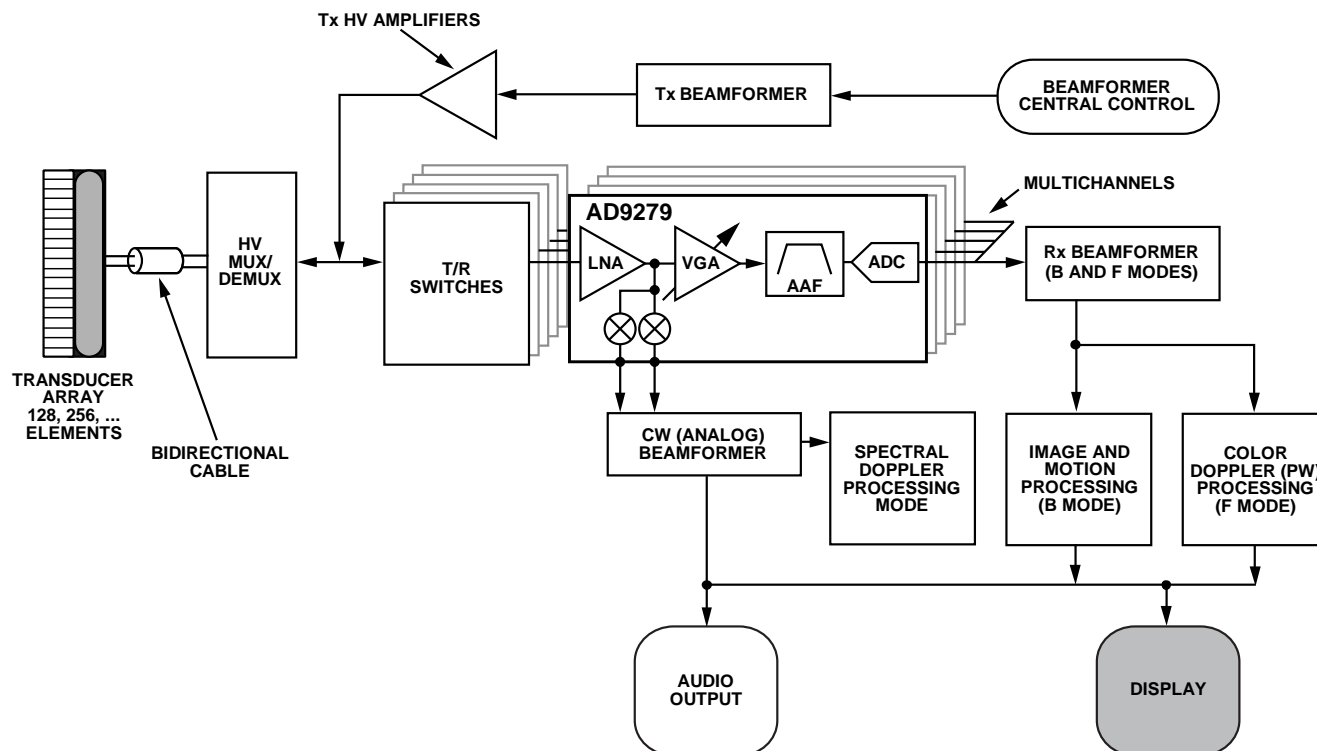 Tx HV AMPLIFIERS
Tx BEAMFORMER
BEAMFORMER
CENTRAL CONTROL
MULTICHANNELS
AD9279
HV
MUX/
DEMUX
T/R
SWITCHES
LNA
VGA
AAF
ADC
Rx BEAMFORMER
(B AND F MODES)
TRANSDUCER
ARRAY
128, 256, ...
ELEMENTS
BIDIRECTIONAL
CABLE
CW (ANALOG)
BEAMFORMER
SPECTRAL
DOPPLER
PROCESSING
MODE
IMAGE AND
MOTION
PROCESSING
(B MODE)
COLOR
DOPPLER (PW)
PROCESSING
(F MODE)
AUDIO
OUTPUT
DISPLAY